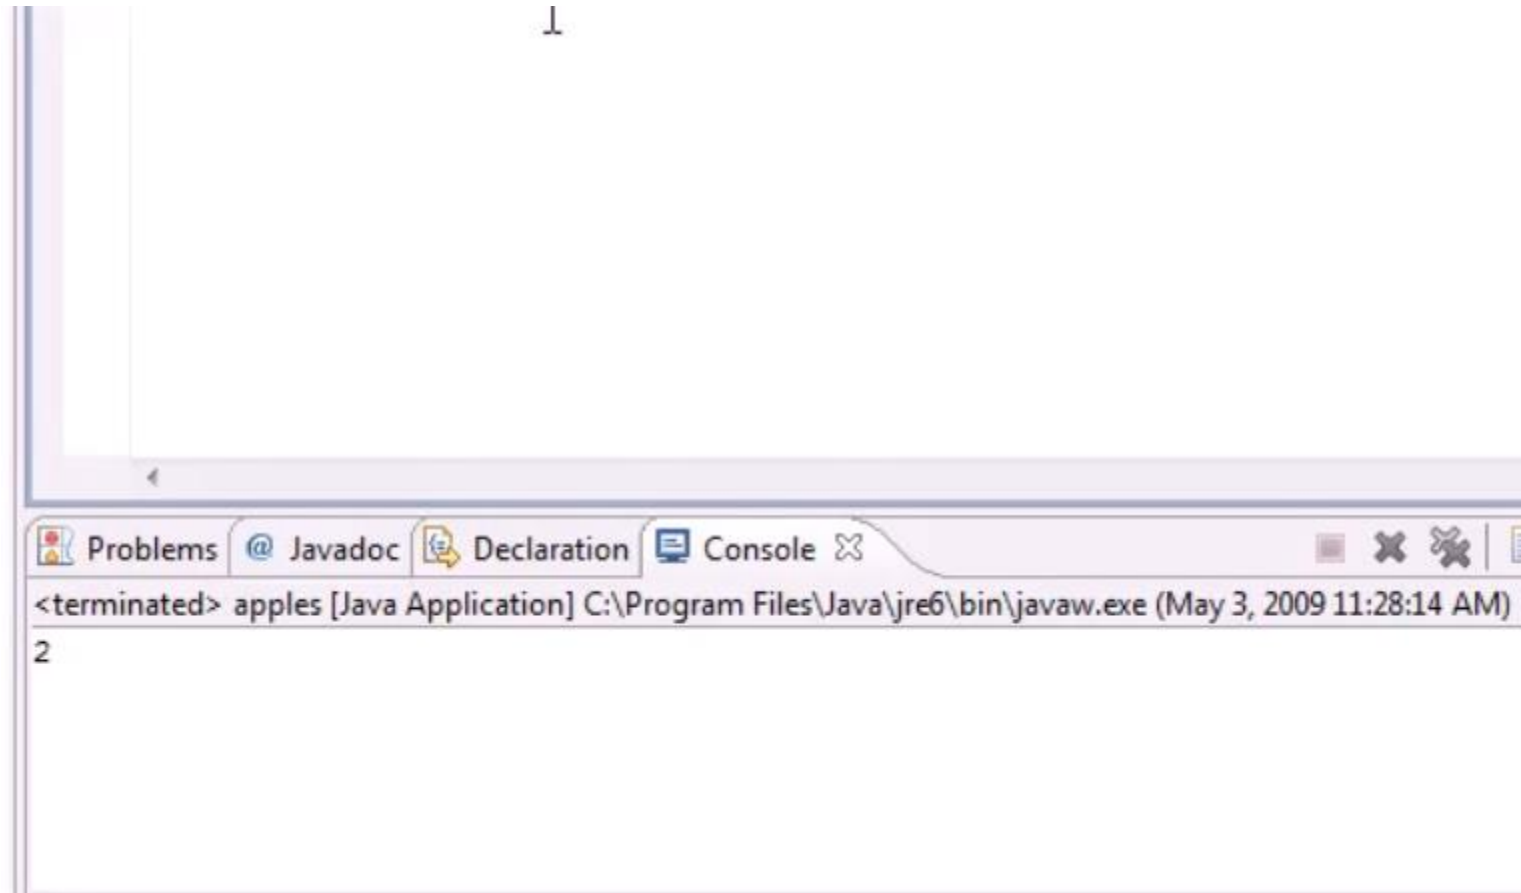 Problems @ Javadoc Declaration Console
<terminated> apples [Java Application] C:\Program Files\Java\jre6\bin\javaw.exe (May 3, 2009 11:28:14 AM)
2